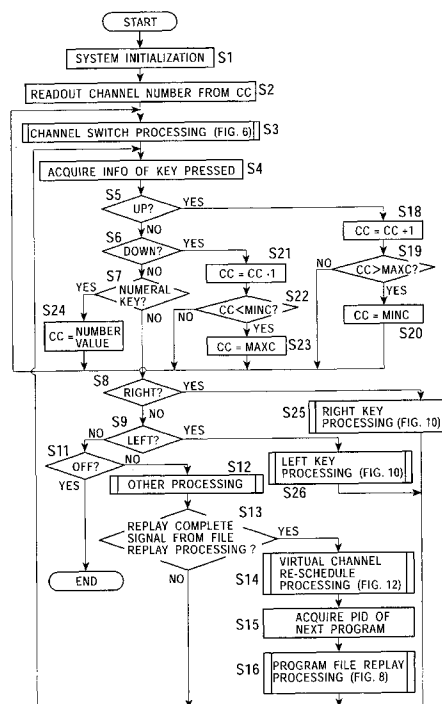 START
SYSTEM INITIALIZATION S1
READOUT CHANNEL NUMBER FROM CC S2
CHANNEL SWITCH PROCESSING (FIG. 6) S3
ACQUIRE INFO OF KEY PRESSED S4
S5
UP? YES
NO
S18
CC = CC +1
S6
DOWN? YES
NO
S21
CC = CC -1
S19
CC>MAXC? NO
YES
S7
NUMERAL
KEY? YES
NO
S22
CC<MINC? NO
YES
CC = MINC
S20
S24
CC = NUMBER
VALUE
CC = MAXC S23
S8
RIGHT? YES
NO
S25 RIGHT KEY
PROCESSING (FIG. 10)
S9
LEFT? YES
NO
LEFT KEY
PROCESSING (FIG. 10)
S26
S11
OFF? NO
YES
S12
OTHER PROCESSING
END
S13
REPLAY COMPLETE
SIGNAL FROM FILE
REPLAY PROCESSING ? YES
NO
S14 VIRTUAL CHANNEL
RE-SCHEDULE
PROCESSING (FIG. 12)
S15 ACQUIRE PID OF
NEXT PROGRAM
S16 PROGRAM FILE REPLAY
PROCESSING (FIG. 8)